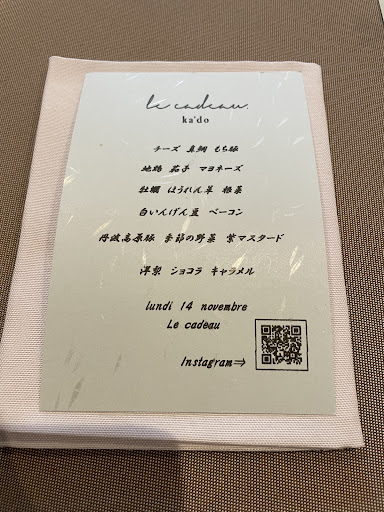 le cadeau.
ka'do
チーズ 真鯛 もち豚
地鶏 茄子 マヨネーズ
牡蠣 ほうれん草 根菜
白いんげん豆 ベーコン
丹波高原豚 季節の野菜 紫マスタード
洋梨 ショコラ キャラメル
lundi 14 novembre
Le cadeau
Instagram⇒